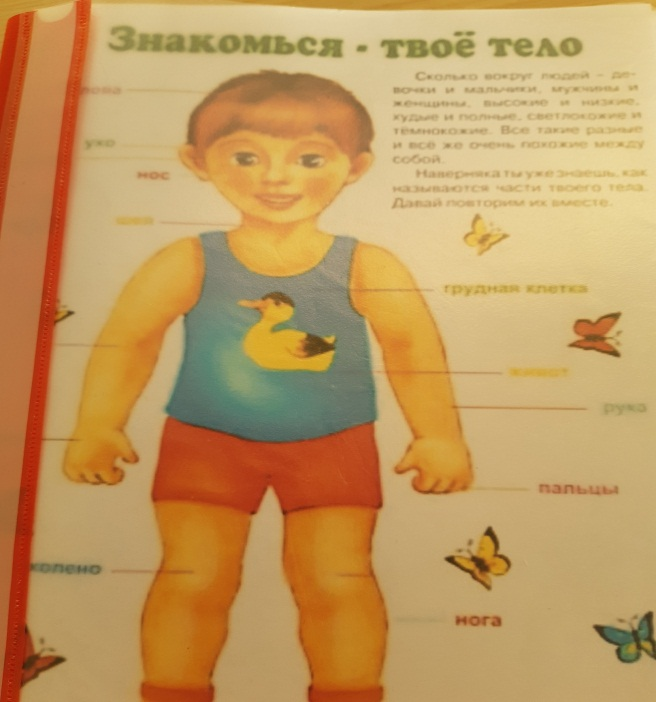 Знакомься - твоё тело
Сколько вокруг людей – де-
вочки и мальчики, мужчины и
женщины, высокие и низкие,
худые и полные, светлокожие и
тёмнокожие. Все такие разные
и всё же очень похожие между
собой.
Наверняка ты уже знаешь, как
называются части твоего тела.
Давай повторим их вместе.
лова
ухо
нос
шея
грудная клетка
живот
рука
пальцы
колено
нога